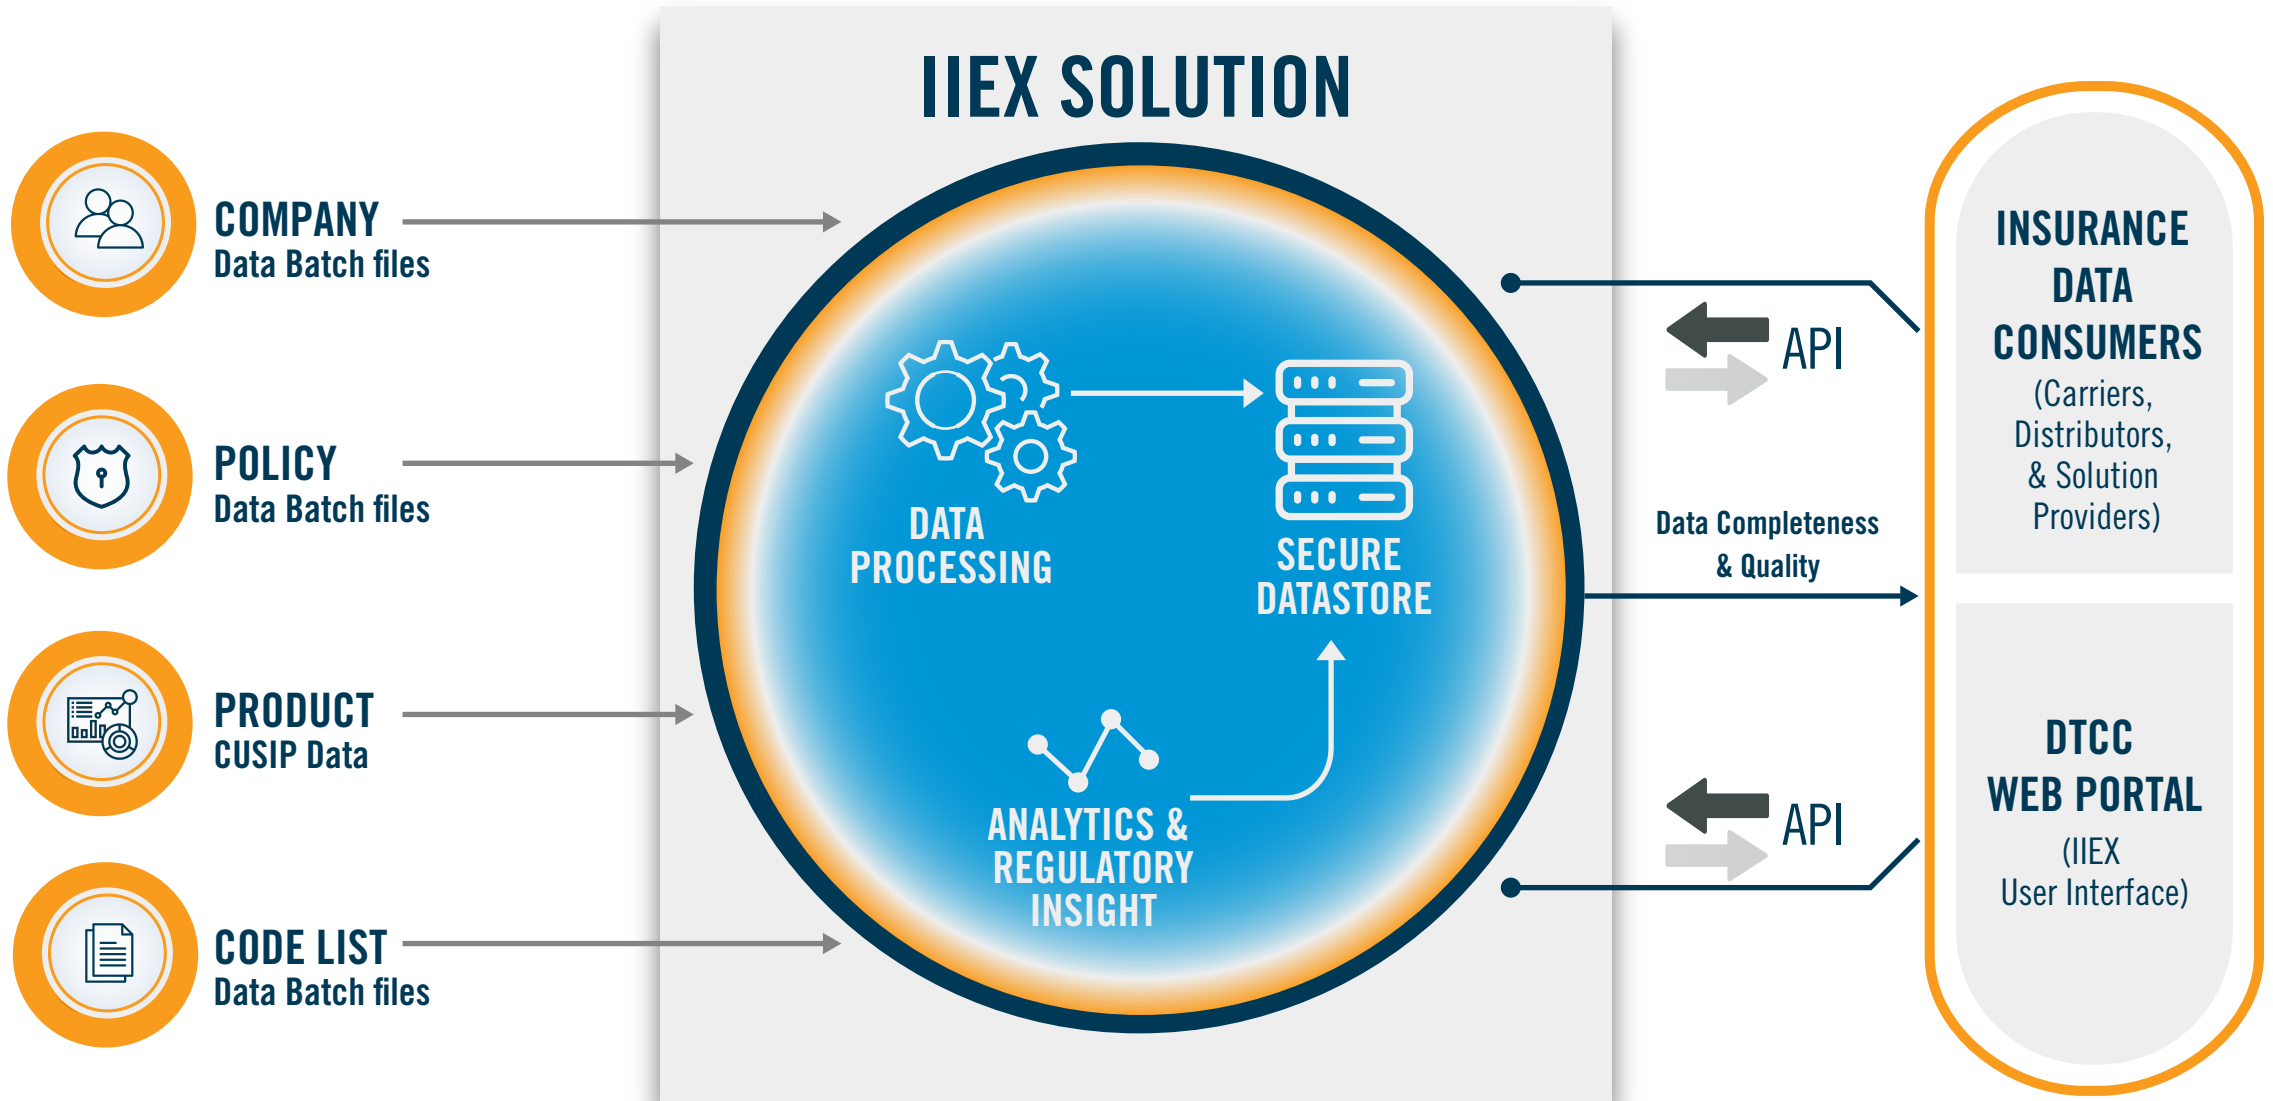 IIEX SOLUTION
COMPANY
Data Batch files
POLICY
Data Batch files
PRODUCT
CUSIP Data
CODE LIST
Data Batch files
DATA
PROCESSING
SECURE
DATASTORE
ANALYTICS &
REGULATORY
INSIGHT
API
Data Completeness
& Quality
API
INSURANCE
DATA
CONSUMERS
(Carriers,
Distributors,
& Solution
Providers)
DTCC
WEB PORTAL
(IIEX
User Interface)